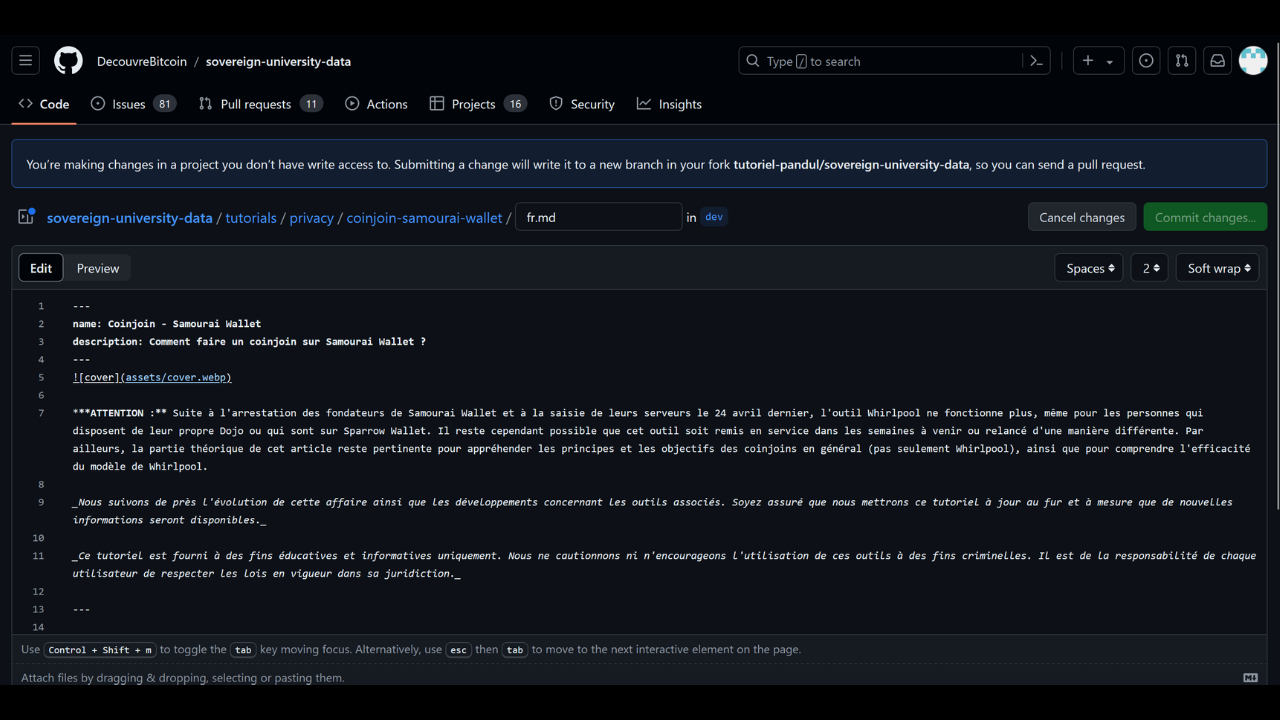 DecouvreBitcoin / sovereign-university-data
Type / to search
Code Issues 81 Pull requests 11 Actions Projects 16 Security Insights
You're making changes in a project you don't have write access to. Submitting a change will write it to a new branch in your fork tutoriel-pandul/sovereign-university-data, so you can send a pull request.
sovereign-university-data / tutorials / privacy / coinjoin-samourai-wallet / fr.md in dev
Cancel changes Commit changes...
Edit Preview
Spaces 2 Soft wrap
1 ---
2 name: Coinjoin - Samourai Wallet
3 description: Comment faire un coinjoin sur Samourai Wallet ?
4 ---
5 ![cover](assets/cover.webp)
6
7 ***ATTENTION :** Suite à l'arrestation des fondateurs de Samourai Wallet et à la saisie de leurs serveurs le 24 avril dernier, l'outil Whirlpool ne fonctionne plus, même pour les personnes qui
disposent de leur propre Dojo ou qui sont sur Sparrow Wallet. Il reste cependant possible que cet outil soit remis en service dans les semaines à venir ou relancé d'une manière différente. Par
ailleurs, la partie théorique de cet article reste pertinente pour appréhender les principes et les objectifs des coinjoins en général (pas seulement Whirlpool), ainsi que pour comprendre l'efficacité
du modèle de Whirlpool.
8
9 _Nous suivons de près l'évolution de cette affaire ainsi que les développements concernant les outils associés. Soyez assuré que nous mettrons ce tutoriel à jour au fur et à mesure que de nouvelles
informations seront disponibles._
10
11 _Ce tutoriel est fourni à des fins éducatives et informatives uniquement. Nous ne cautionnons ni n'encourageons l'utilisation de ces outils à des fins criminelles. Il est de la responsabilité de chaque
utilisateur de respecter les lois en vigueur dans sa juridiction._
12
13 ---
14
Use Control + Shift + m to toggle the tab key moving focus. Alternatively, use esc then tab to move to the next interactive element on the page.
Attach files by dragging & dropping, selecting or pasting them.